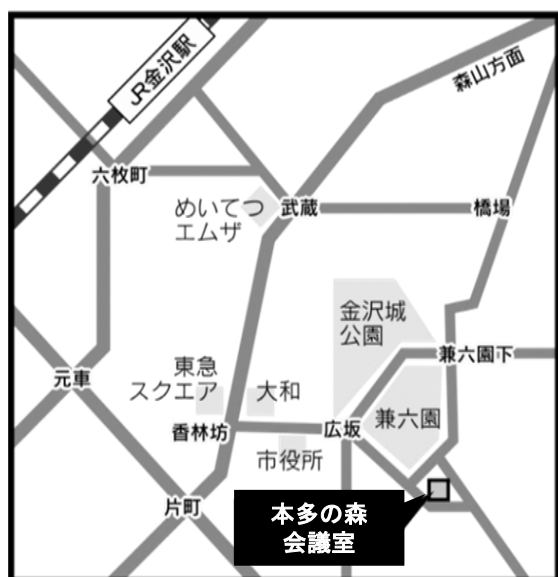 JR金沢駅
森山方面
六枚町
めいてつ
エムザ
武蔵
橋場
金沢城
公園
兼六園下
東急
スクエア
大和
元車
兼六園
香林坊
広坂
市役所
片町
本多の森
会議室